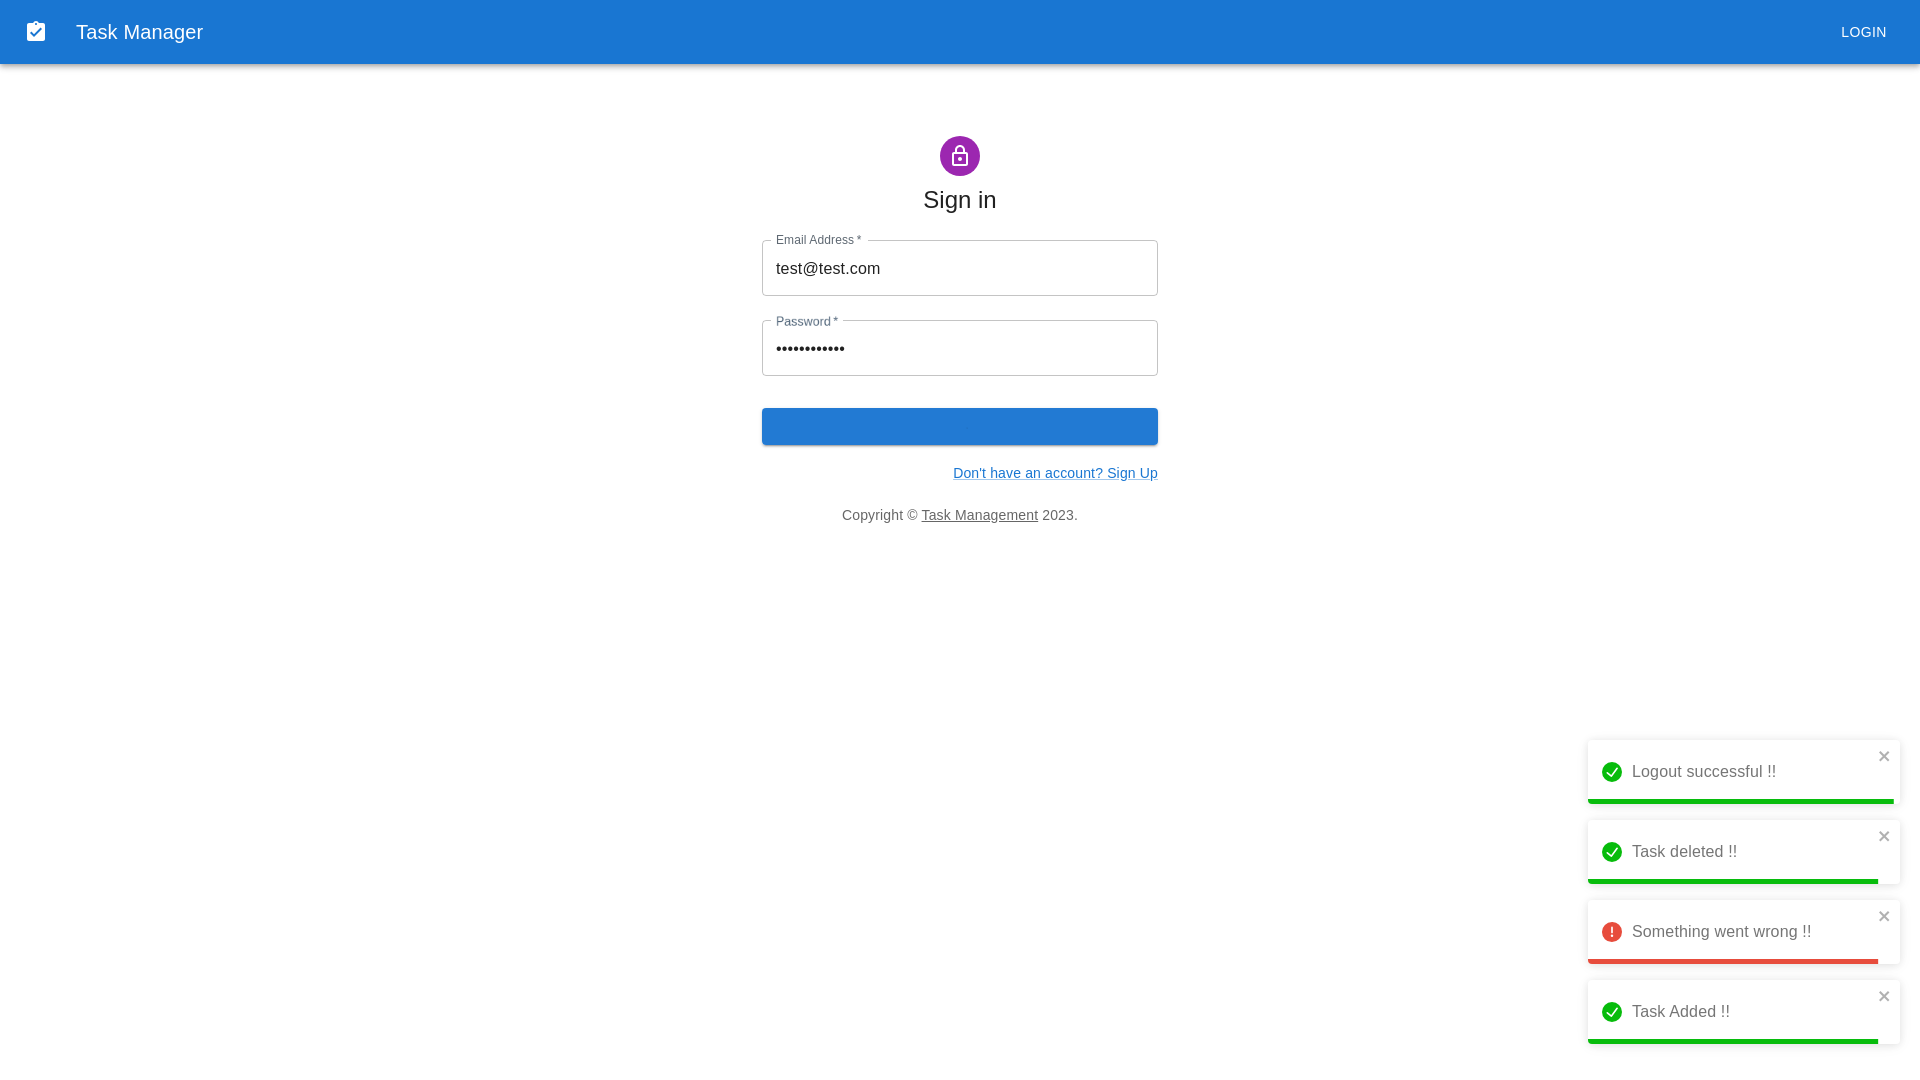 Task Manager
LOGIN
Sign in
Email Address *
test@test.com
Password *
••••••••••••
Don't have an account? Sign Up
Copyright © Task Management 2023.
Logout successful !!
Task deleted !!
Something went wrong !!
Task Added !!